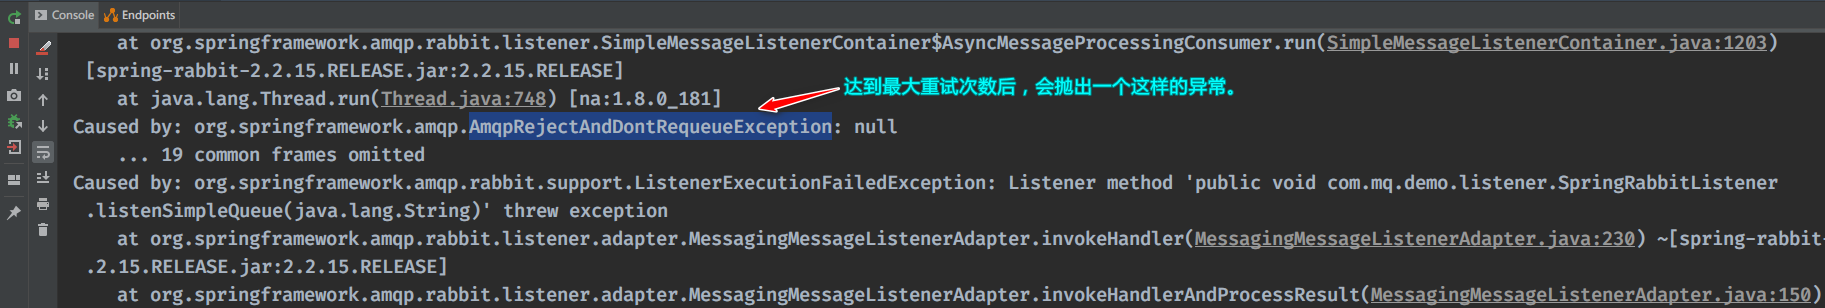 Console
Endpoints
at org.springframework.amqp.rabbit.listener.SimpleMessageListenerContainer$AsyncMessageProcessingConsumer.run(SimpleMessageListenerContainer.java:1203)
[spring-rabbit-2.2.15.RELEASE.jar:2.2.15.RELEASE]
达到最大重试次数后，会抛出一个这样的异常。
at java.lang.Thread.run(Thread.java:748) [na:1.8.0_181]
Caused by: org.springframework.amqp.AmqpRejectAndDontRequeueException: null
... 19 common frames omitted
Caused by: org.springframework.amqp.rabbit.support.ListenerExecutionFailedException: Listener method 'public void com.mq.demo.listener.SpringRabbitListener
.listenSimpleQueue(java.lang.String)' threw exception
at org.springframework.amqp.rabbit.listener.adapter.MessagingMessageListenerAdapter.invokeHandler(MessagingMessageListenerAdapter.java:230) ~[spring-rabbit-
.2.15.RELEASE.jar:2.2.15.RELEASE]
at org.springframework.amqp.rabbit.listener.adapter.MessagingMessageListenerAdapter.invokeHandlerAndProcessResult(MessagingMessageListenerAdapter.java:150)